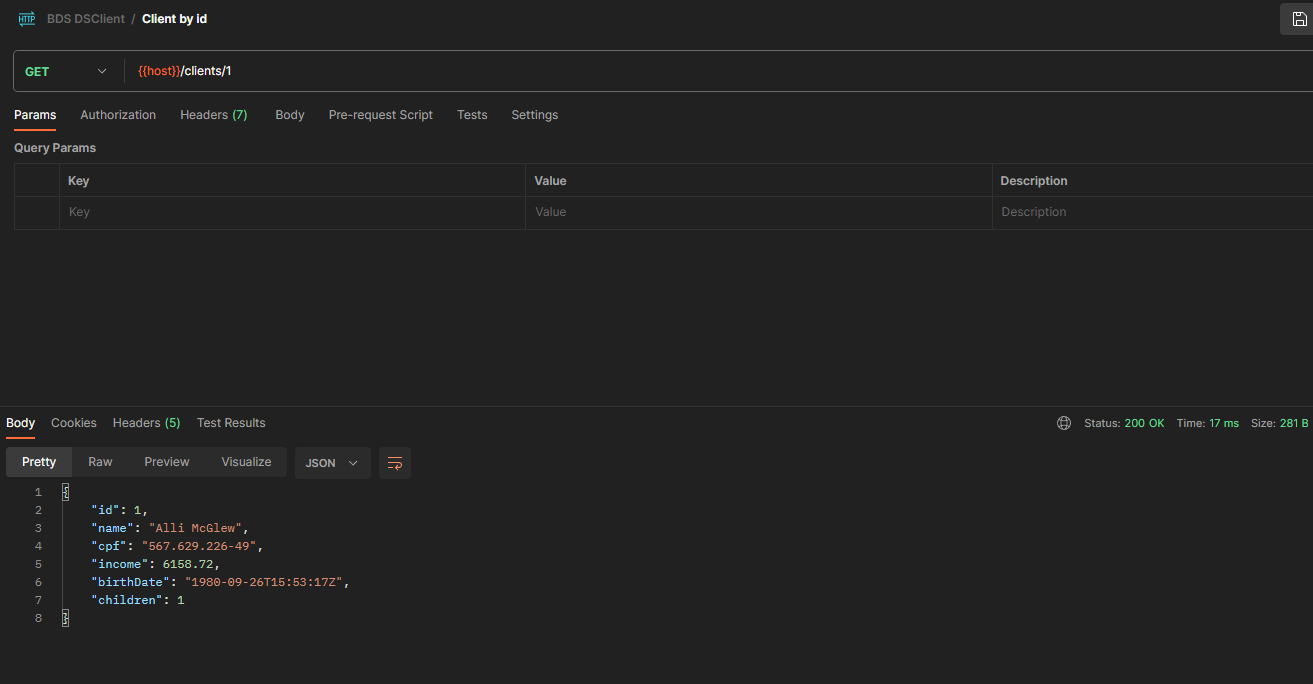 HTTP BDS DSClient / Client by id
GET {{host}}/clients/1
Params Authorization Headers (7) Body Pre-request Script Tests Settings
Query Params
Key Value Description
Key Value Description
Body Cookies Headers (5) Test Results Status: 200 OK Time: 17 ms Size: 281 B
Pretty Raw Preview Visualize JSON
1 {
2 "id": 1,
3 "name": "Alli McGlew",
4 "cpf": "567.629.226-49",
5 "income": 6158.72,
6 "birthDate": "1980-09-26T15:53:17Z",
7 "children": 1
8 }